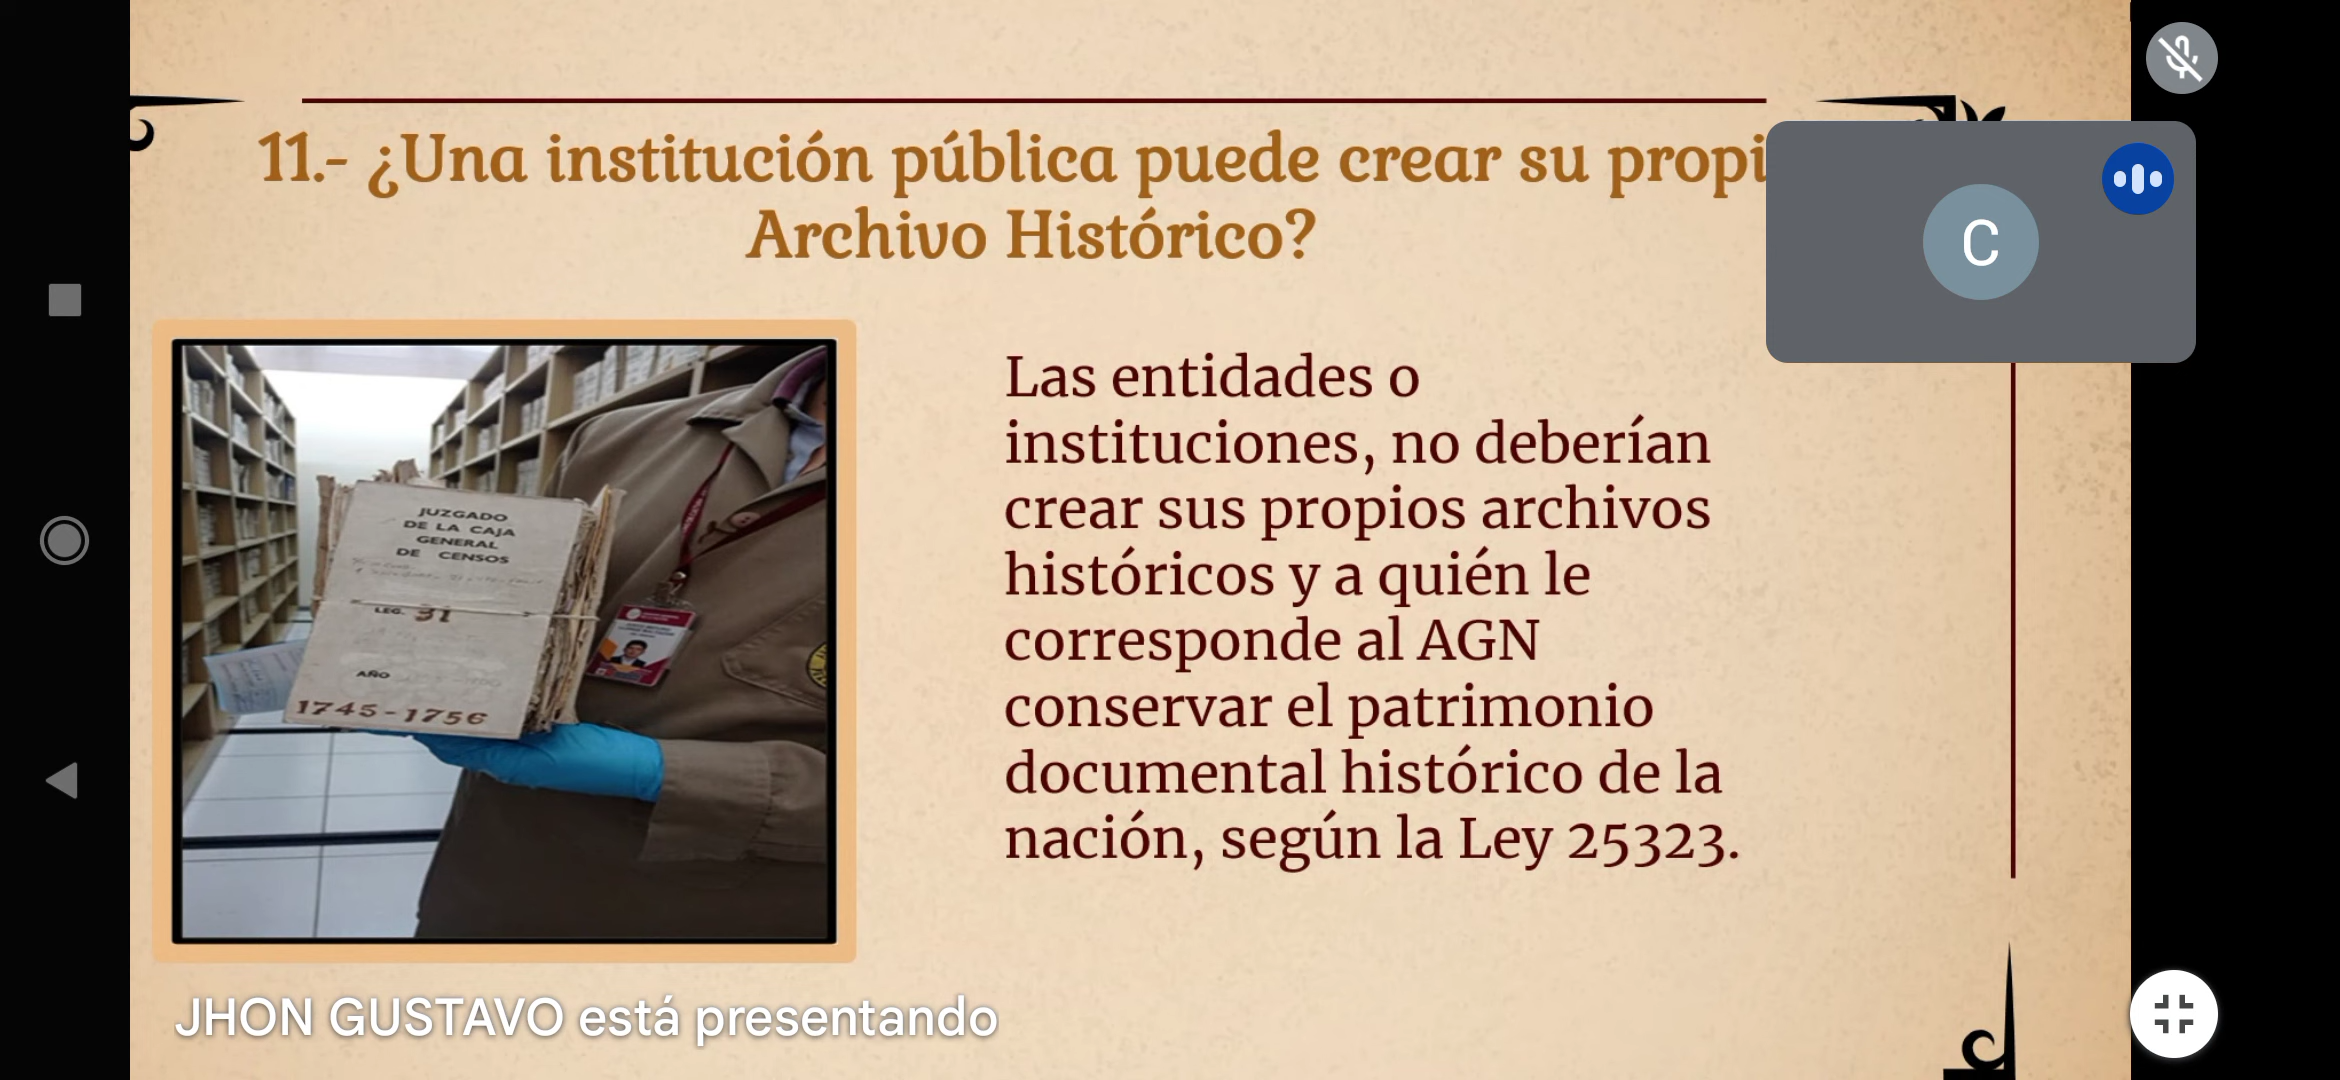 11.- ¿Una institución pública puede crear su propi
Archivo Histórico?
C
JUZGADO
DE LA CAJA
GENERAL
DE CENSOS
LEG. 31
AÑO
1745-1756
Las entidades o
instituciones, no deberían
crear sus propios archivos
históricos y a quién le
corresponde al AGN
conservar el patrimonio
documental histórico de la
nación, según la Ley 25323.
JHON GUSTAVO está presentando